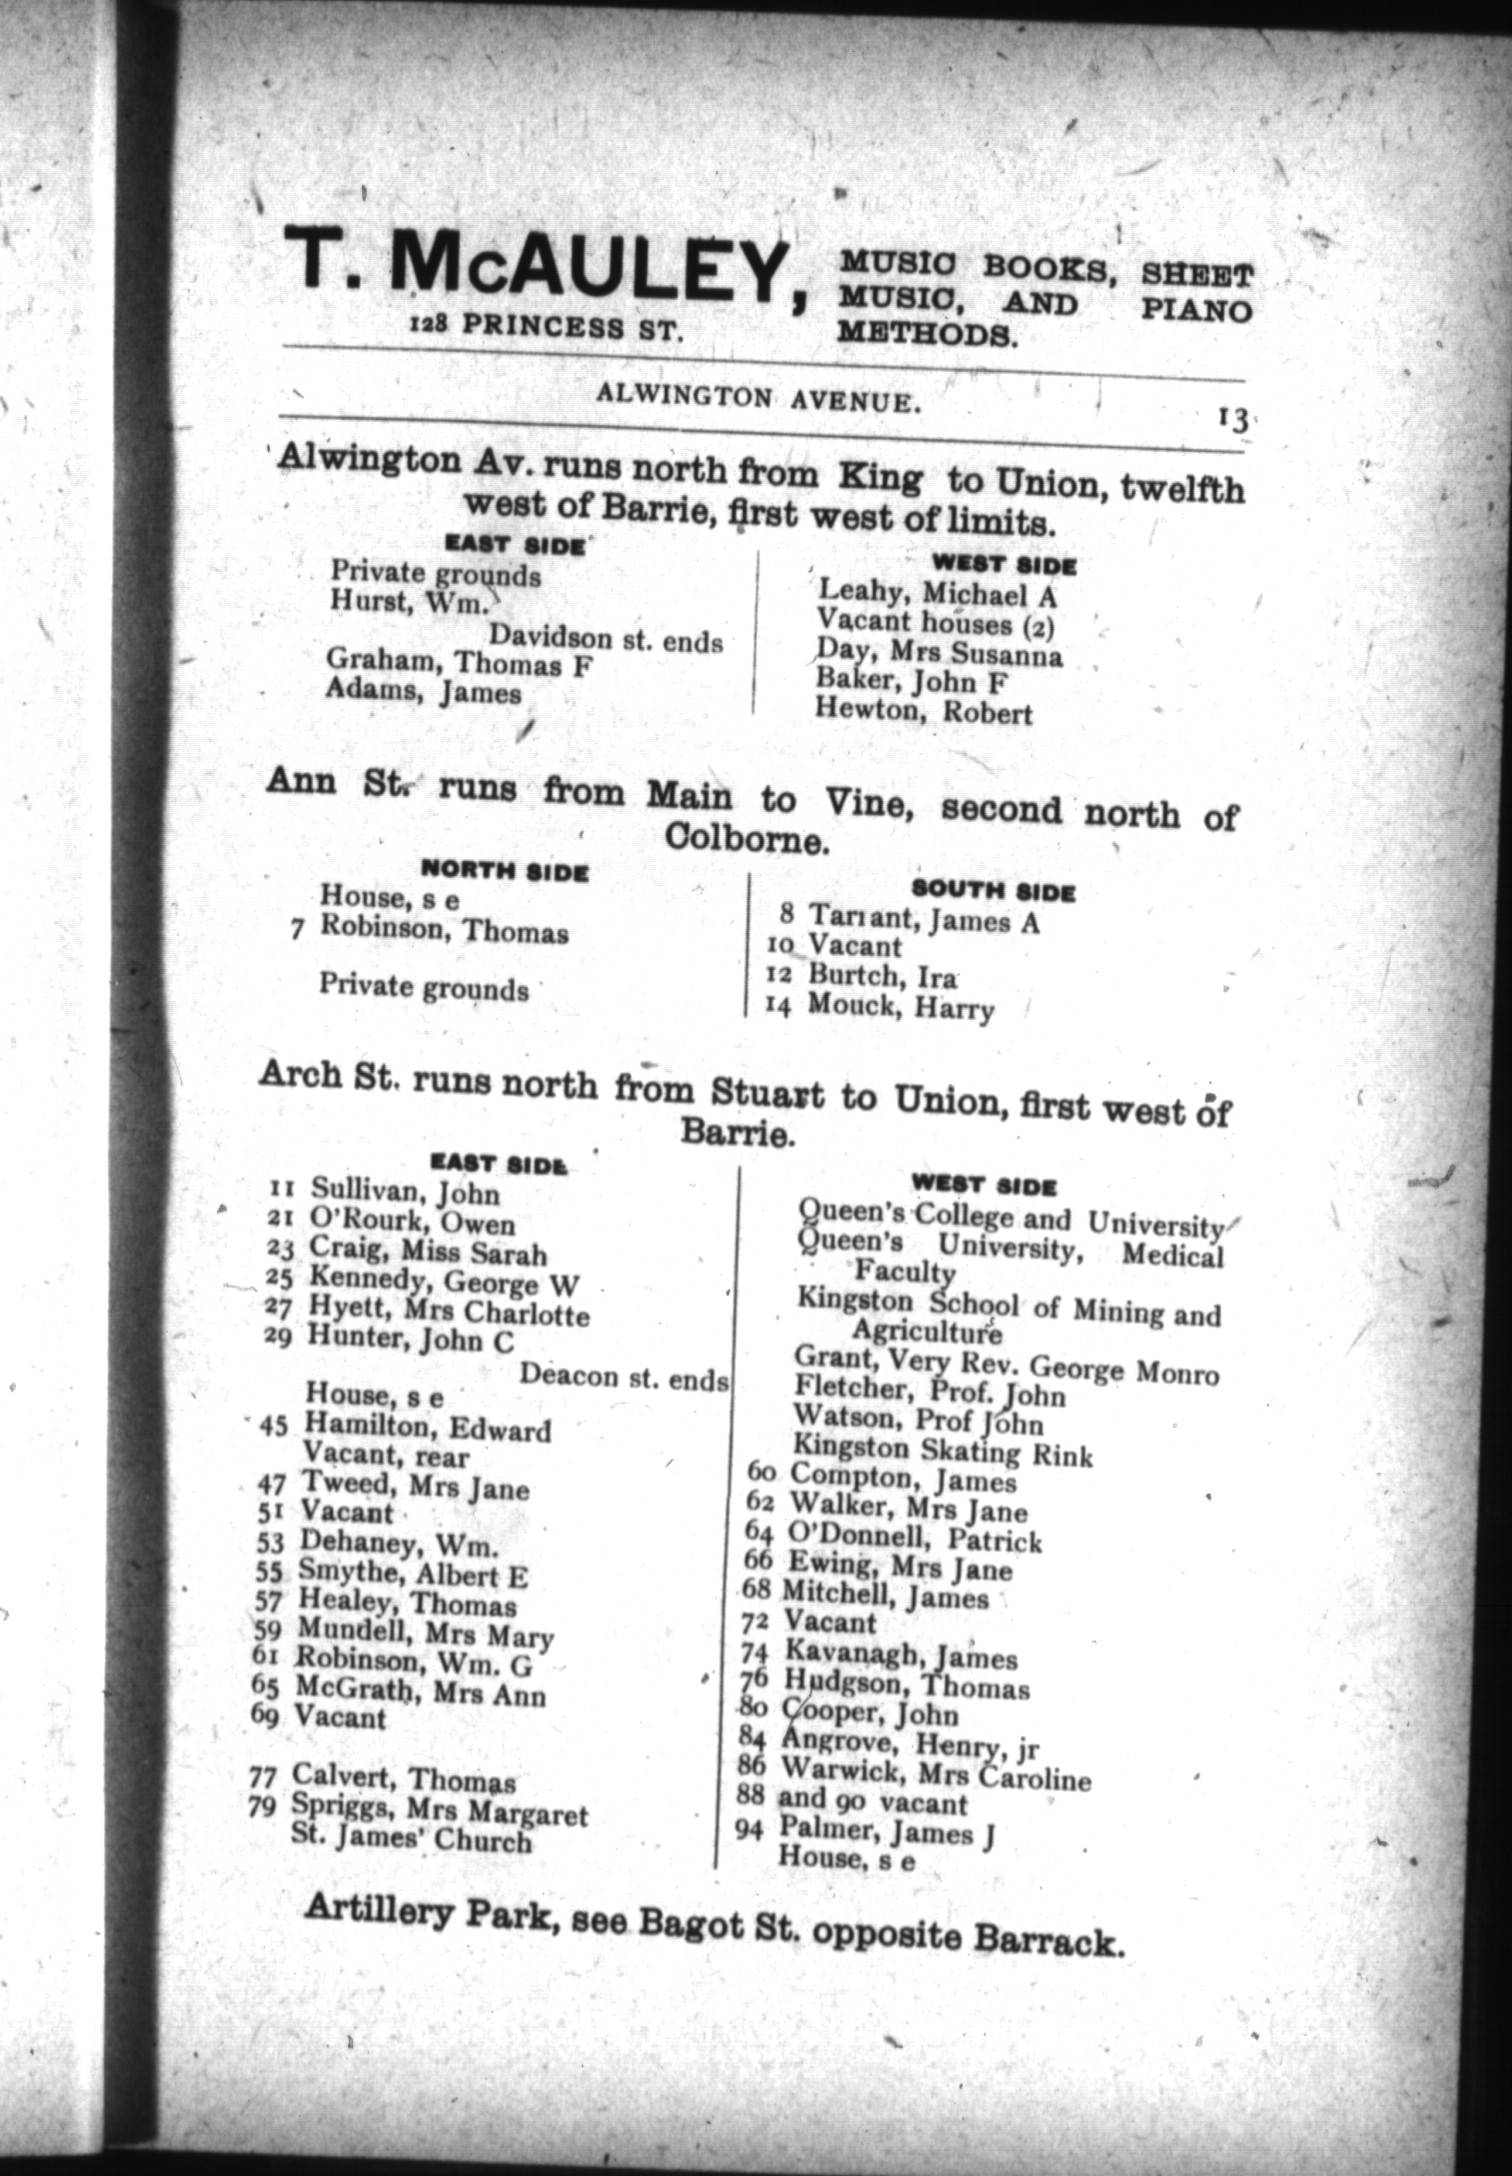 T. McAULEY,
128 PRINCESS ST.
MUSIC BOOKS, SHEET
MUSIC, AND PIANO
METHODS.
ALWINGTON AVENUE.
13
Alwington Av. runs north from King to Union, twelfth
west of Barrie, first west of limits.
EAST SIDE
Private grounds
Hurst, Wm.
Davidson st. ends
Graham, Thomas F
Adams, James
WEST SIDE
Leahy, Michael A
Vacant houses (2)
Day, Mrs Susanna
Baker, John F
Hewton, Robert
Ann St. runs from Main to Vine, second north of
Colborne.
NORTH SIDE
House, s e
7 Robinson, Thomas
Private grounds
SOUTH SIDE
8 Tarrant, James A
10 Vacant
12 Burtch, Ira
14 Mouck, Harry
Arch St. runs north from Stuart to Union, first west of
Barrie.
EAST SIDE
11 Sullivan, John
21 O'Rourk, Owen
23 Craig, Miss Sarah
25 Kennedy, George W
27 Hyett, Mrs Charlotte
29 Hunter, John C
Deacon st. ends
House, s e
45 Hamilton, Edward
Vacant, rear
47 Tweed, Mrs Jane
51 Vacant
53 Dehaney, Wm.
55 Smythe, Albert E
57 Healey, Thomas
59 Mundell, Mrs Mary
61 Robinson, Wm. G
65 McGrath, Mrs Ann
69 Vacant
77 Calvert, Thomas
79 Spriggs, Mrs Margaret
St. James' Church
WEST SIDE
Queen's College and University
Queen's University, Medical
Faculty
Kingston School of Mining and
Agriculture
Grant, Very Rev. George Monro
Fletcher, Prof. John
Watson, Prof John
Kingston Skating Rink
60 Compton, James
62 Walker, Mrs Jane
64 O'Donnell, Patrick
66 Ewing, Mrs Jane
68 Mitchell, James
72 Vacant
74 Kavanagh, James
76 Hudgson, Thomas
80 Cooper, John
84 Angrove, Henry, jr
86 Warwick, Mrs Caroline
88 and 90 vacant
94 Palmer, James J
House, s e
Artillery Park, see Bagot St. opposite Barrack.